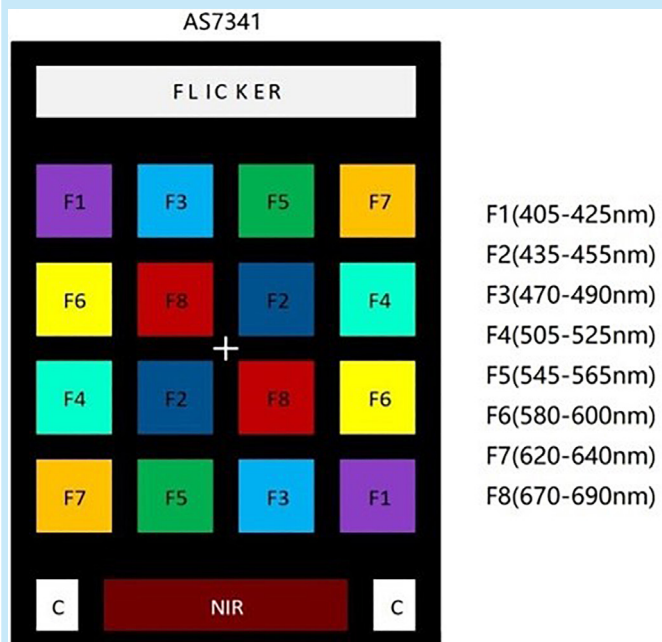 AS7341
FLICKER
F1 F3 F5 F7
F6 F8 F2 F4
F4 F2 F8 F6
F7 F5 F3 F1
C NIR C
F1(405-425nm)
F2(435-455nm)
F3(470-490nm)
F4(505-525nm)
F5(545-565nm)
F6(580-600nm)
F7(620-640nm)
F8(670-690nm)